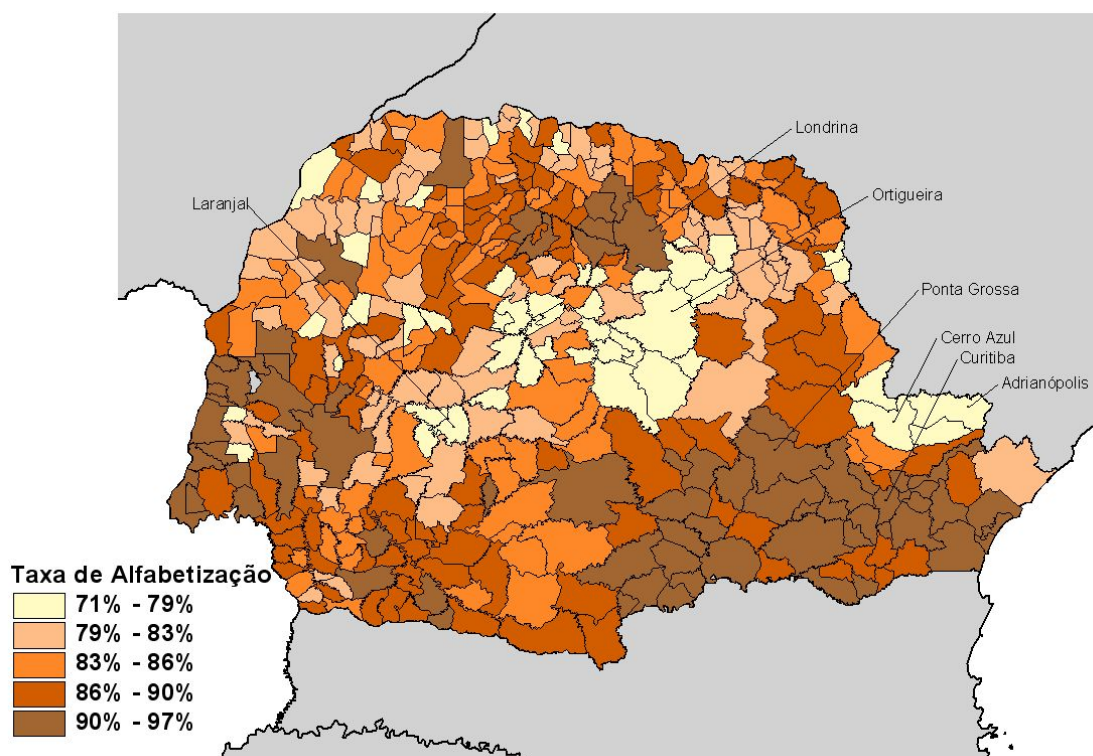 Londrina
Ortigueira
Laranjal
Ponta Grossa
Cerro Azul
Curitiba
Adrianópolis
Taxa de Alfabetização
71% - 79%
79% - 83%
83% - 86%
86% - 90%
90% - 97%